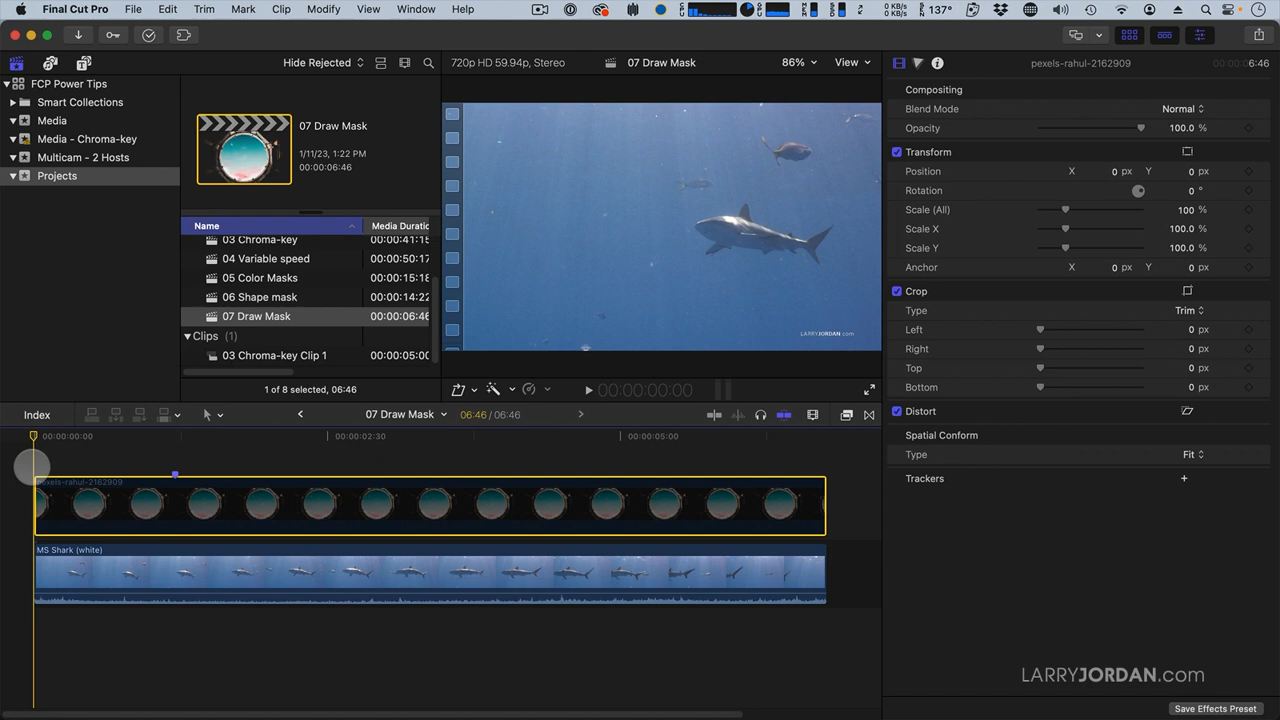 Final Cut Pro File Edit Trim Mark Clip Modify View Window Help
0 KB/s
0 KB/s
137°
Hide Rejected
720p HD 59.94p, Stereo
07 Draw Mask
86%
View
pexels-rahul-2162909
00:00:06:46
FCP Power Tips
Smart Collections
Media
Media - Chroma-key
Multicam - 2 Hosts
Projects
07 Draw Mask
1/11/23, 1:22 PM
00:00:06:46
Name
Media Duratic
03 Chroma-key 00:00:41:15
04 Variable speed 00:00:50:17
05 Color Masks 00:00:15:18
06 Shape mask 00:00:14:22
07 Draw Mask 00:00:06:46
Clips (1)
03 Chroma-key Clip 1 00:00:05:00
1 of 8 selected, 06:46
LARRYJORDAN.com
00:00:00:00
Compositing
Blend Mode Normal
Opacity 100.0 %
Transform
Position X 0 px Y 0 px
Rotation 0 °
Scale (All) 100 %
Scale X 100.0 %
Scale Y 100.0 %
Anchor X 0 px Y 0 px
Crop
Type Trim
Left 0 px
Right 0 px
Top 0 px
Bottom 0 px
Distort
Spatial Conform
Type Fit
Trackers +
Index
07 Draw Mask
06:46 / 06:46
00:00:00:00
00:00:02:30
00:00:05:00
pexels-rahul-2162909
MS Shark (white)
LARRYJORDAN.com
Save Effects Preset